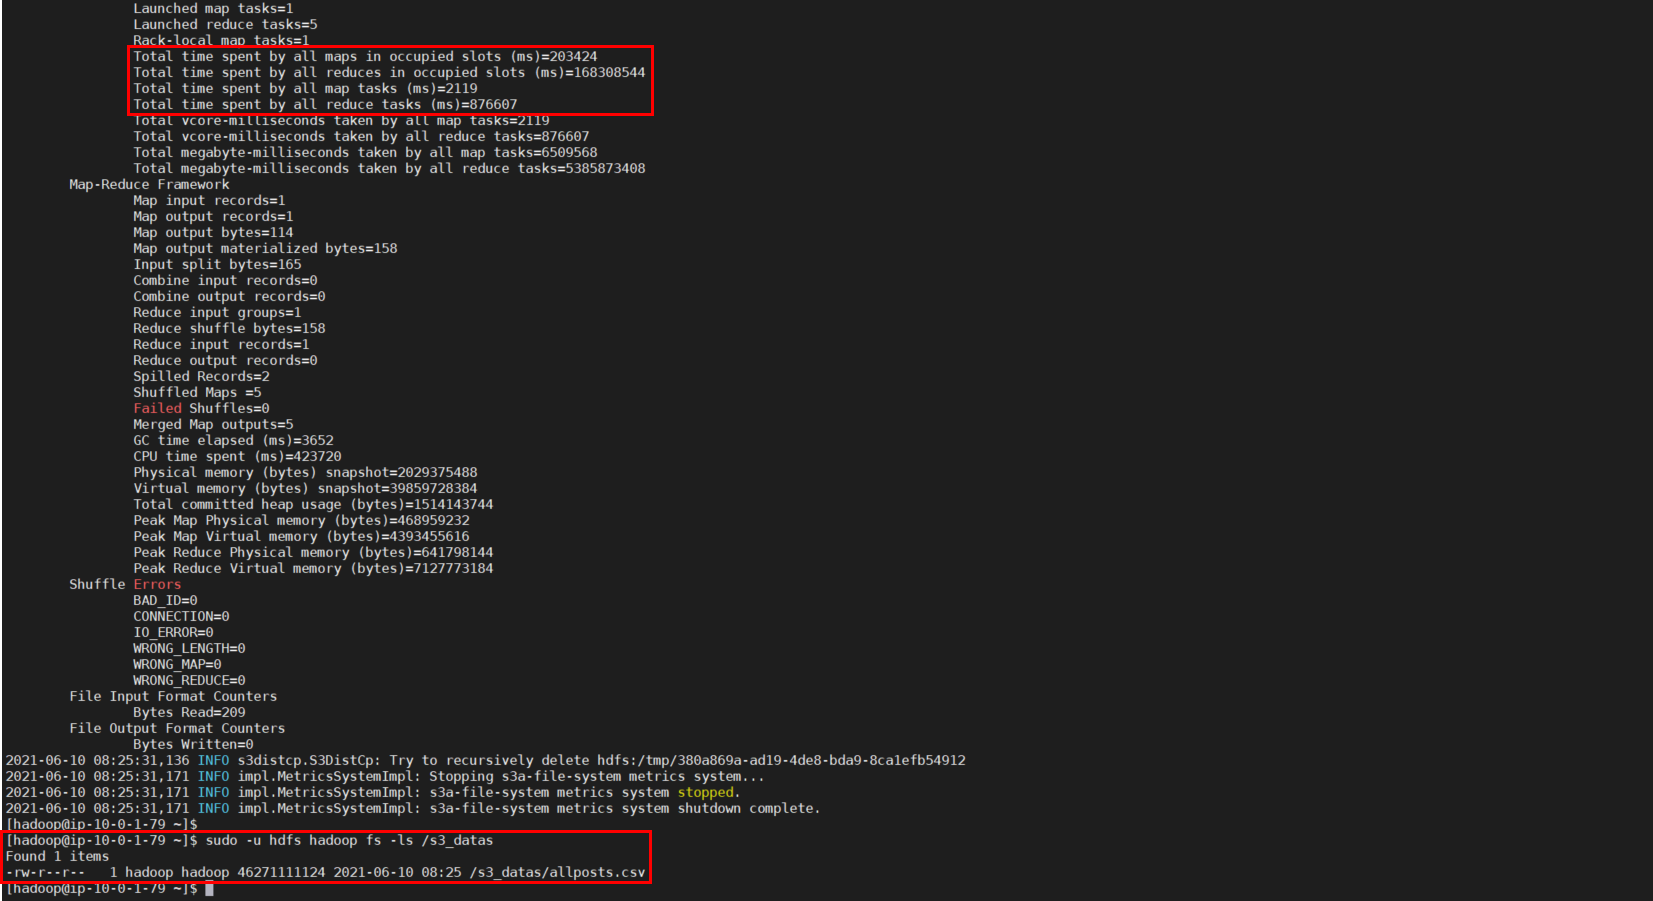 Launched map tasks=1
Launched reduce tasks=5
Rack-local map tasks=1
Total time spent by all maps in occupied slots (ms)=203424
Total time spent by all reduces in occupied slots (ms)=168308544
Total time spent by all map tasks (ms)=2119
Total time spent by all reduce tasks (ms)=876607
Total vcore-milliseconds taken by all map tasks=2119
Total vcore-milliseconds taken by all reduce tasks=876607
Total megabyte-milliseconds taken by all map tasks=6509568
Total megabyte-milliseconds taken by all reduce tasks=5385873408
Map-Reduce Framework
Map input records=1
Map output records=1
Map output bytes=114
Map output materialized bytes=158
Input split bytes=165
Combine input records=0
Combine output records=0
Reduce input groups=1
Reduce shuffle bytes=158
Reduce input records=1
Reduce output records=0
Spilled Records=2
Shuffled Maps =5
Failed Shuffles=0
Merged Map outputs=5
GC time elapsed (ms)=3652
CPU time spent (ms)=423720
Physical memory (bytes) snapshot=2029375488
Virtual memory (bytes) snapshot=39859728384
Total committed heap usage (bytes)=1514143744
Peak Map Physical memory (bytes)=468959232
Peak Map Virtual memory (bytes)=4393455616
Peak Reduce Physical memory (bytes)=641798144
Peak Reduce Virtual memory (bytes)=7127773184
Shuffle Errors
BAD_ID=0
CONNECTION=0
IO_ERROR=0
WRONG_LENGTH=0
WRONG_MAP=0
WRONG_REDUCE=0
File Input Format Counters
Bytes Read=209
File Output Format Counters
Bytes Written=0
2021-06-10 08:25:31,136 INFO s3distcp.S3DistCp: Try to recursively delete hdfs:/tmp/380a869a-ad19-4de8-bda9-8ca1efb54912
2021-06-10 08:25:31,171 INFO impl.MetricsSystemImpl: Stopping s3a-file-system metrics system...
2021-06-10 08:25:31,171 INFO impl.MetricsSystemImpl: s3a-file-system metrics system stopped.
2021-06-10 08:25:31,171 INFO impl.MetricsSystemImpl: s3a-file-system metrics system shutdown complete.
[hadoop@ip-10-0-1-79 ~]$
[hadoop@ip-10-0-1-79 ~]$ sudo -u hdfs hadoop fs -ls /s3_datas
Found 1 items
-rw-r--r--   1 hadoop hadoop 46271111124 2021-06-10 08:25 /s3_datas/allposts.csv
[hadoop@ip-10-0-1-79 ~]$